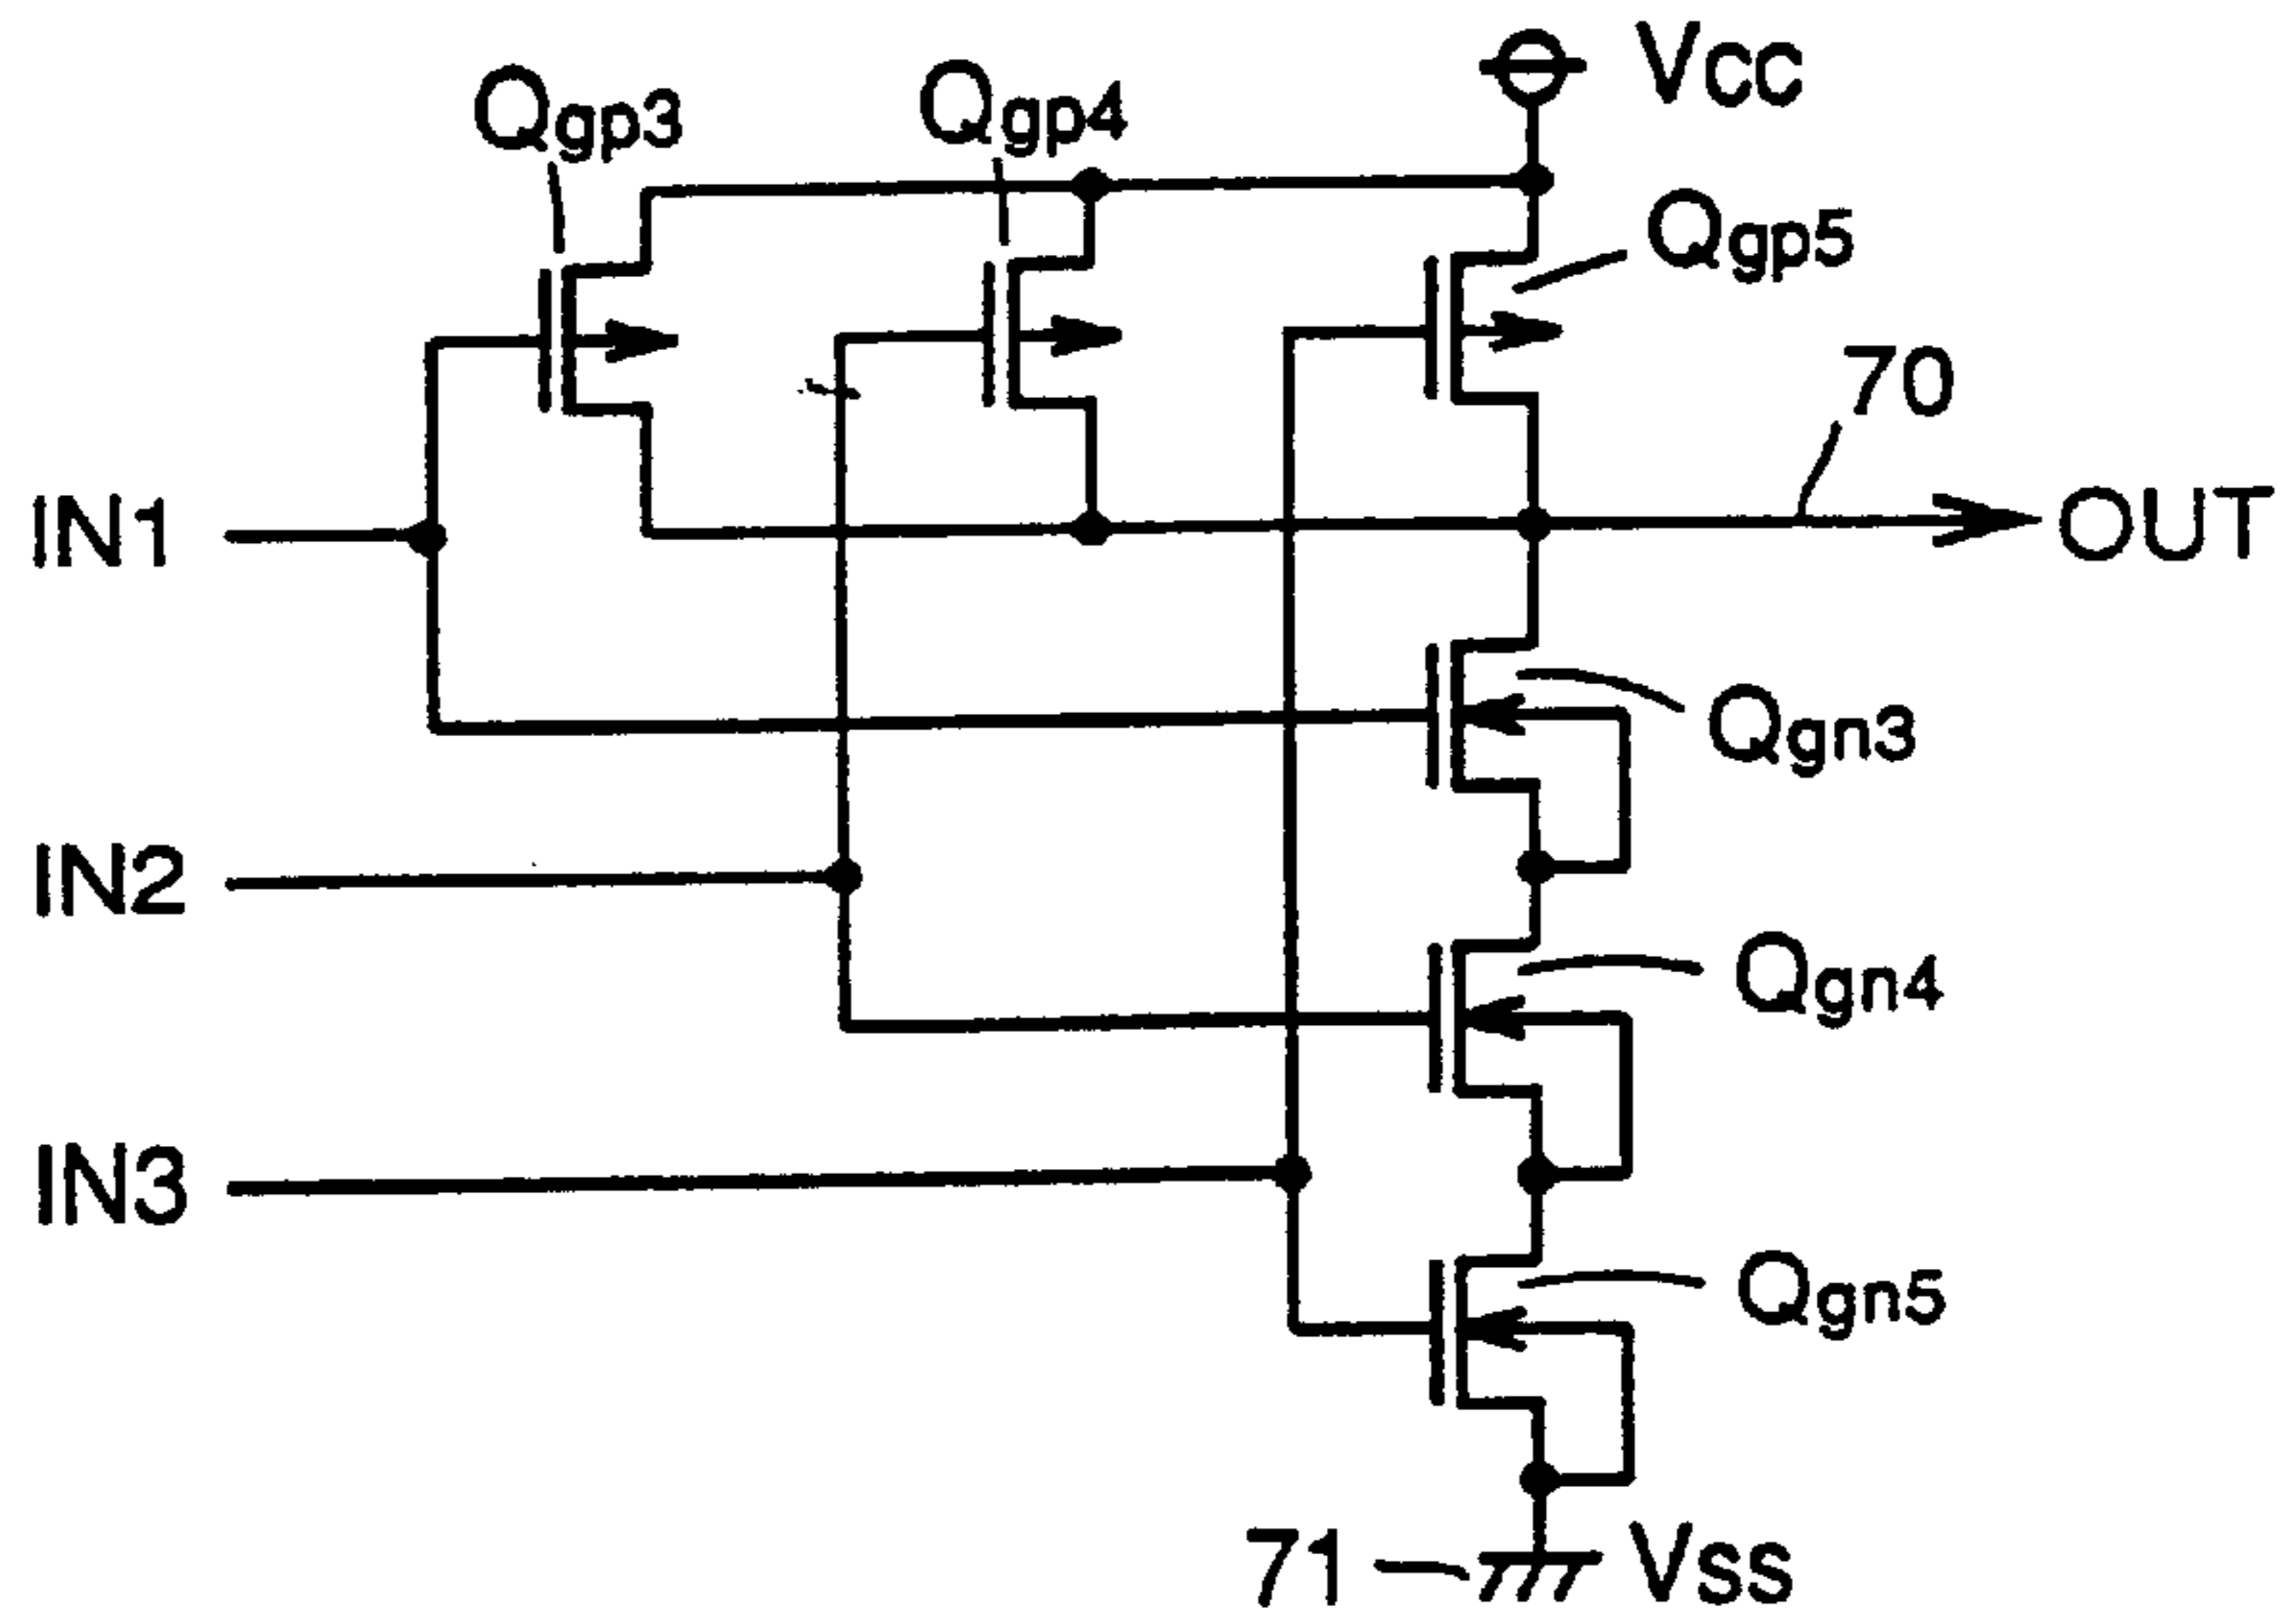 Vcc
Qgp3
Qgp4
Qgp5
70
IN1
OUT
Qgn3
IN2
Qgn4
IN3
Qgn5
71
Vss